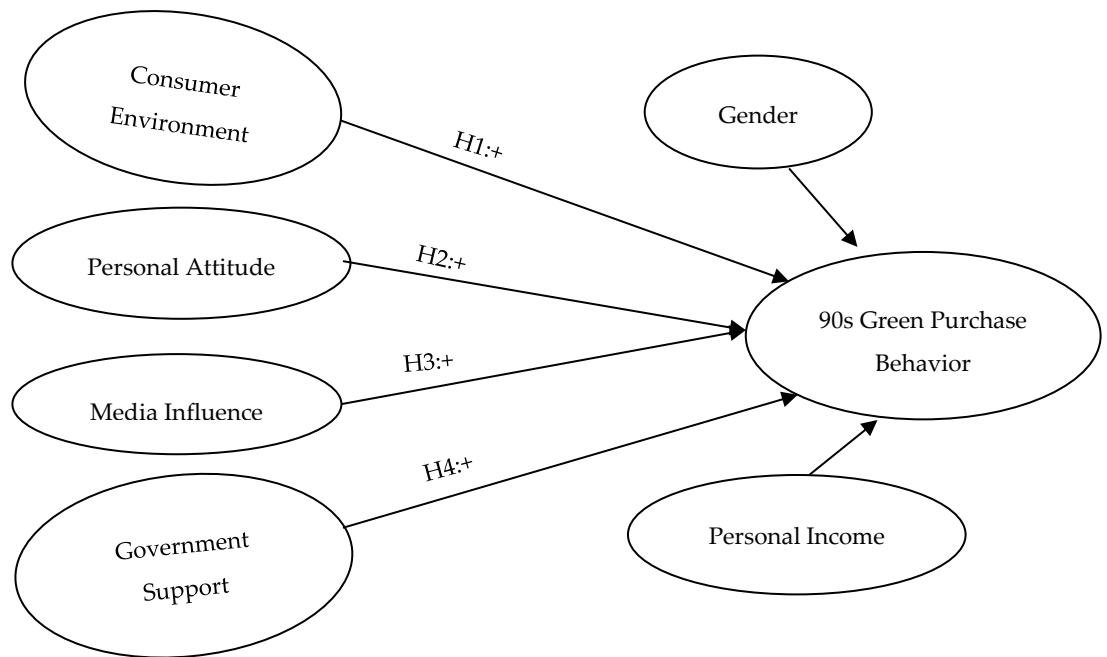 Consumer
Environment
H1:+
Gender
Personal Attitude
H2:+
90s Green Purchase
Behavior
Media Influence
H3:+
Government
Support
H4:+
Personal Income